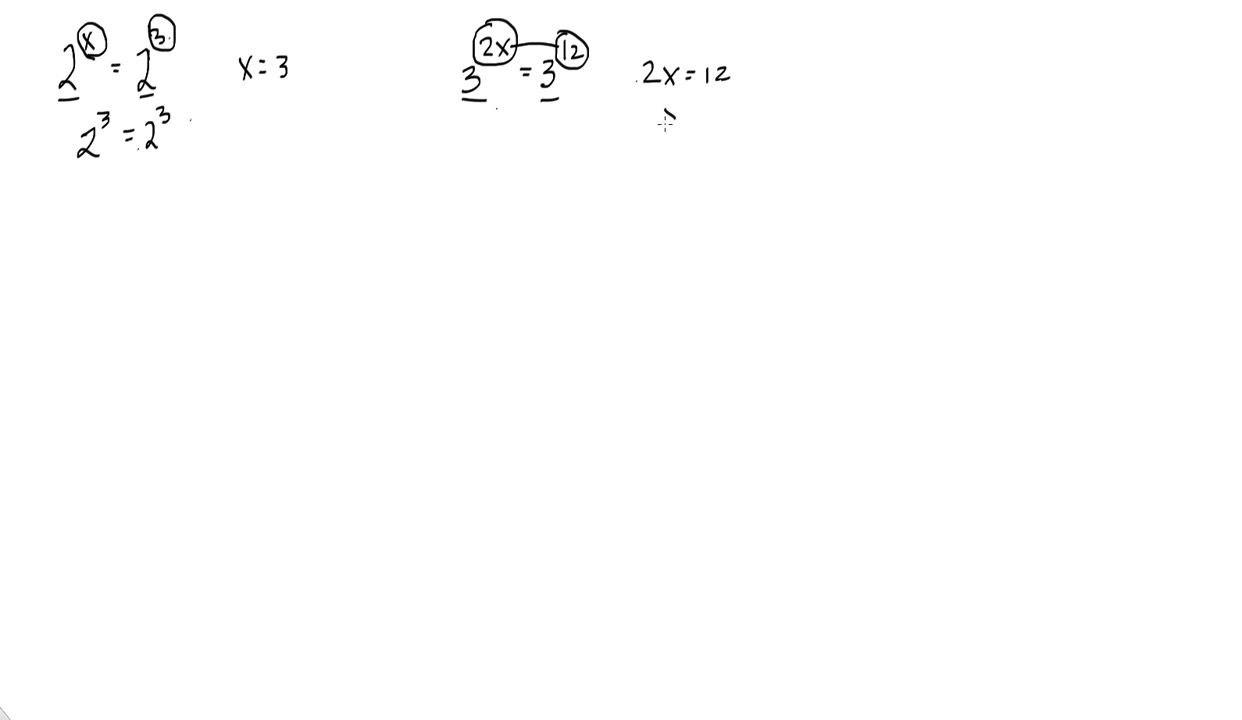 2^x = 2^3 x = 3
2^3 = 2^3
3^{2x} = 3^{12} 2x = 12